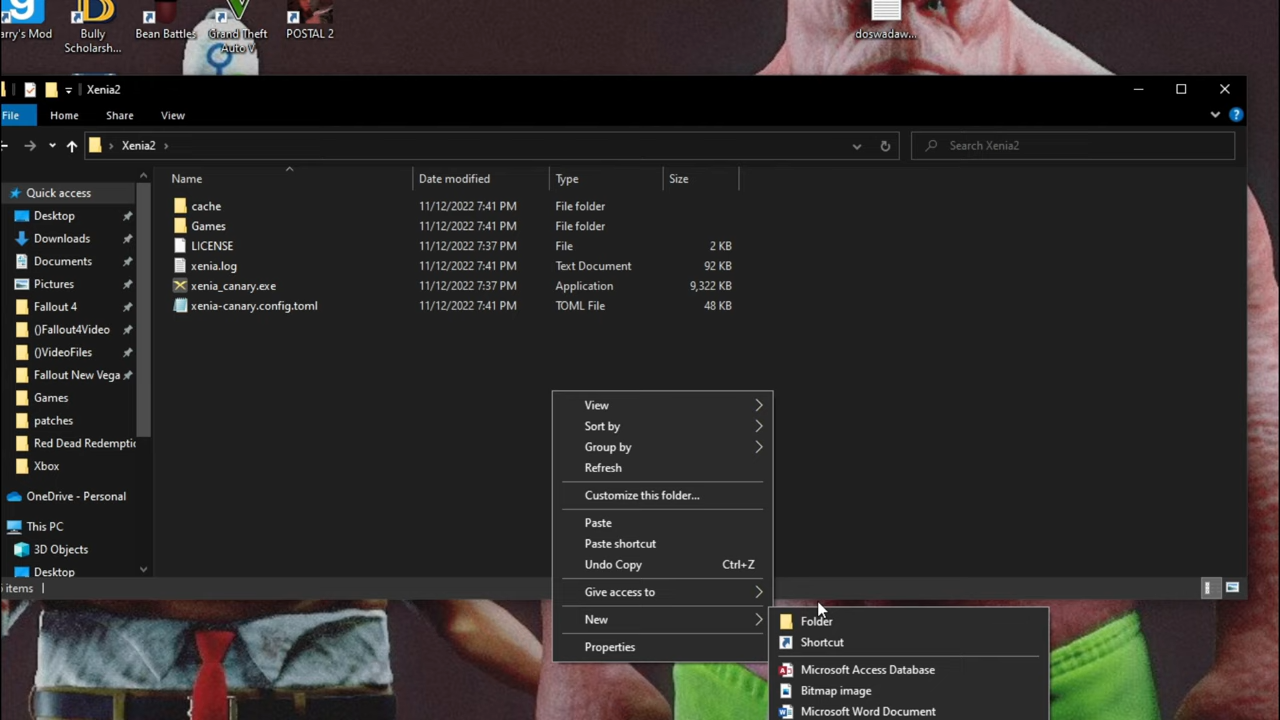 arry's Mod
Bully Scholarsh...
Bean Battles
Grand Theft Auto V
POSTAL 2
doswadaw...
Xenia2
File
Home
Share
View
Xenia2
Search Xenia2
Name
Date modified
Type
Size
Quick access
Desktop
Downloads
Documents
Pictures
Fallout 4
()Fallout4Video
()VideoFiles
Fallout New Vega
Games
patches
Red Dead Redemptic
Xbox
OneDrive - Personal
This PC
3D Objects
Desktop
cache 11/12/2022 7:41 PM File folder
Games 11/12/2022 7:41 PM File folder
LICENSE 11/12/2022 7:37 PM File 2 KB
xenia.log 11/12/2022 7:41 PM Text Document 92 KB
xenia_canary.exe 11/12/2022 7:37 PM Application 9,322 KB
xenia-canary.config.toml 11/12/2022 7:41 PM TOML File 48 KB
items
View
Sort by
Group by
Refresh
Customize this folder...
Paste
Paste shortcut
Undo Copy Ctrl+Z
Give access to
New
Properties
Folder
Shortcut
Microsoft Access Database
Bitmap image
Microsoft Word Document